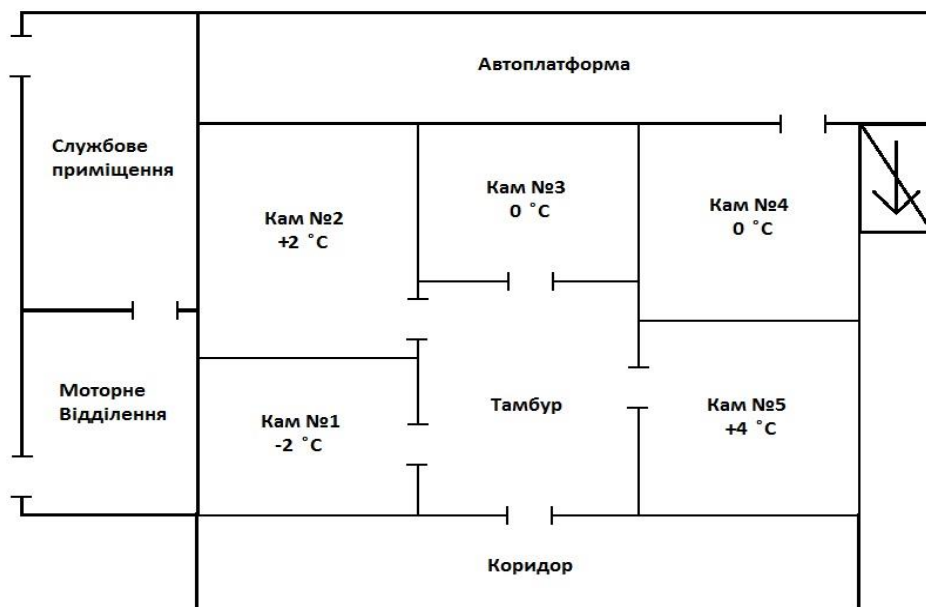 Автоплатформа
Службове
приміщення
Кам №2
+2 ˚С
Кам №3
0 ˚С
Кам №4
0 ˚С
Моторне
Відділення
Кам №1
-2 ˚С
Тамбур
Кам №5
+4 ˚С
Коридор